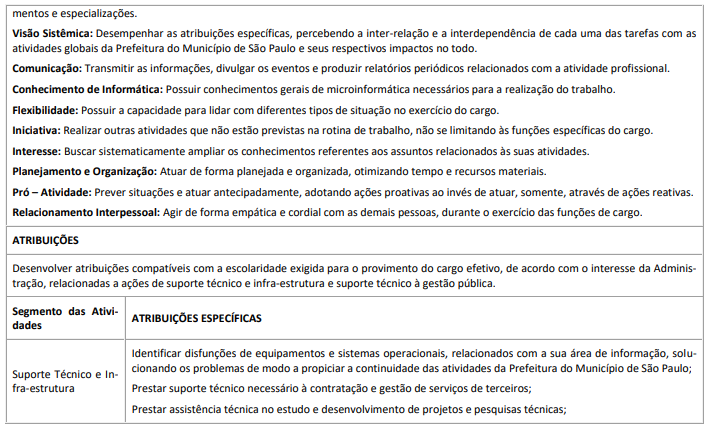 mentos e especializações.
Visão Sistêmica: Desempenhar as atribuições específicas, percebendo a inter-relação e a interdependência de cada uma das tarefas com as
atividades globais da Prefeitura do Município de São Paulo e seus respectivos impactos no todo.
Comunicação: Transmitir as informações, divulgar os eventos e produzir relatórios periódicos relacionados com a atividade profissional.
Conhecimento de Informática: Possuir conhecimentos gerais de microinformática necessários para a realização do trabalho.
Flexibilidade: Possuir a capacidade para lidar com diferentes tipos de situação no exercício do cargo.
Iniciativa: Realizar outras atividades que não estão previstas na rotina de trabalho, não se limitando às funções específicas do cargo.
Interesse: Buscar sistematicamente ampliar os conhecimentos referentes aos assuntos relacionados às suas atividades.
Planejamento e Organização: Atuar de forma planejada e organizada, otimizando tempo e recursos materiais.
Pró – Atividade: Prever situações e atuar antecipadamente, adotando ações proativas ao invés de atuar, somente, através de ações reativas.
Relacionamento Interpessoal: Agir de forma empática e cordial com as demais pessoas, durante o exercício das funções de cargo.
ATRIBUIÇÕES
Desenvolver atribuições compatíveis com a escolaridade exigida para o provimento do cargo efetivo, de acordo com o interesse da Adminis-
tração, relacionadas a ações de suporte técnico e infra-estrutura e suporte técnico à gestão pública.
Segmento das Ativi-
dades
ATRIBUIÇÕES ESPECÍFICAS
Suporte Técnico e In-
fra-estrutura
Identificar disfunções de equipamentos e sistemas operacionais, relacionados com a sua área de informação, solu-
cionando os problemas de modo a propiciar a continuidade das atividades da Prefeitura do Município de São Paulo;
Prestar suporte técnico necessário à contratação e gestão de serviços de terceiros;
Prestar assistência técnica no estudo e desenvolvimento de projetos e pesquisas técnicas;